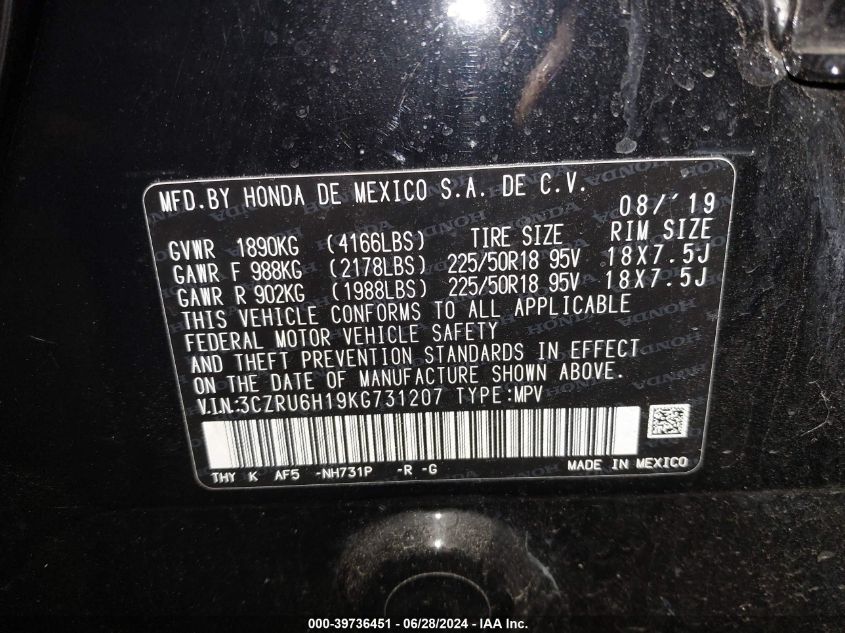 MFD.BY HONDA DE MEXICO S.A. DE C.V. 08/'19
GVWR 1890KG (4166LBS) TIRE SIZE RIM SIZE
GAWR F 988KG (2178LBS) 225/50R18 95V 18X7.5J
GAWR R 902KG (1988LBS) 225/50R18 95V 18X7.5J
THIS VEHICLE CONFORMS TO ALL APPLICABLE
FEDERAL MOTOR VEHICLE SAFETY
AND THEFT PREVENTION STANDARDS IN EFFECT
ON THE DATE OF MANUFACTURE SHOWN ABOVE.
V.I.N:3CZRU6H19KG731207 TYPE:MPV
THY K AF5 -NH731P -R -G MADE IN MEXICO
000-39736451 / 06/28/2024 - IAA Inc.